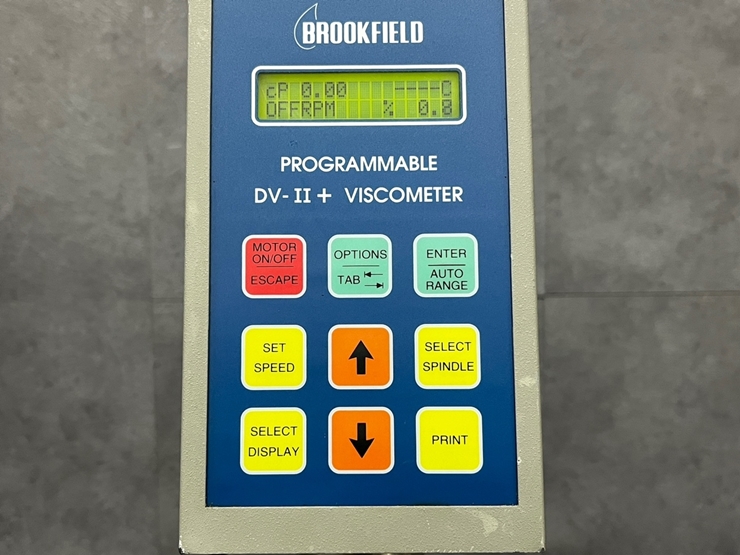 BROOKFIELD
cP 0.00 ----C
OFFRPM % 0.8
PROGRAMMABLE
DV-II+ VISCOMETER
MOTOR
ON/OFF
ESCAPE
OPTIONS
TAB
ENTER
AUTO
RANGE
SET
SPEED
SELECT
SPINDLE
SELECT
DISPLAY
PRINT